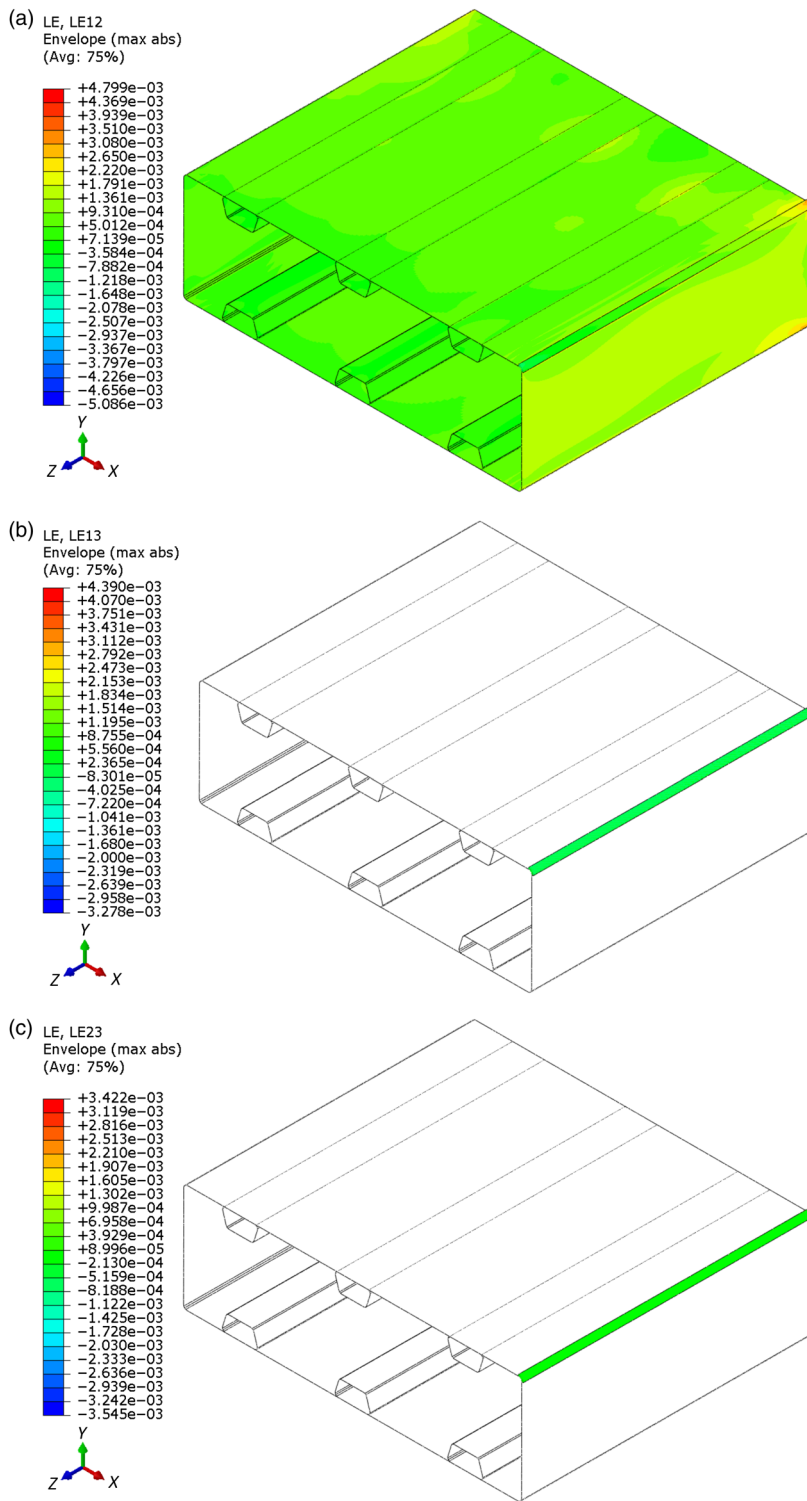 (a) LE, LE12
Envelope (max abs)
(Avg: 75%)
+4.799e−03
+4.369e−03
+3.939e−03
+3.510e−03
+3.080e−03
+2.650e−03
+2.220e−03
+1.791e−03
+1.361e−03
+9.310e−04
+5.012e−04
+7.139e−05
−3.584e−04
−7.882e−04
−1.218e−03
−1.648e−03
−2.078e−03
−2.507e−03
−2.937e−03
−3.367e−03
−3.797e−03
−4.226e−03
−4.656e−03
−5.086e−03
Y
Z X
(b) LE, LE13
Envelope (max abs)
(Avg: 75%)
+4.390e−03
+4.070e−03
+3.751e−03
+3.431e−03
+3.112e−03
+2.792e−03
+2.473e−03
+2.153e−03
+1.834e−03
+1.514e−03
+1.195e−03
+8.755e−04
+5.560e−04
+2.365e−04
−8.301e−05
−4.025e−04
−7.220e−04
−1.041e−03
−1.361e−03
−1.680e−03
−2.000e−03
−2.319e−03
−2.639e−03
−2.958e−03
−3.278e−03
Y
Z X
(c) LE, LE23
Envelope (max abs)
(Avg: 75%)
+3.422e−03
+3.119e−03
+2.816e−03
+2.513e−03
+2.210e−03
+1.907e−03
+1.605e−03
+1.302e−03
+9.987e−04
+6.958e−04
+3.929e−04
+8.996e−05
−2.130e−04
−5.159e−04
−8.188e−04
−1.122e−03
−1.425e−03
−1.728e−03
−2.030e−03
−2.333e−03
−2.636e−03
−2.939e−03
−3.242e−03
−3.545e−03
Y
Z X